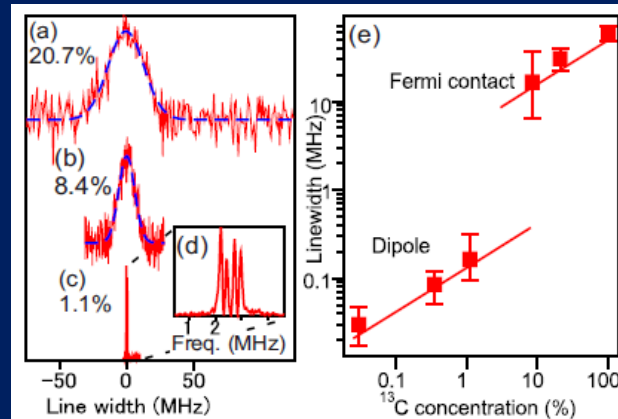 (a)
20.7%
(b)
8.4%
(c)
1.1%
(d)
1 2
Freq. (MHz)
−50 0 50
Line width (MHz)
(e)
Fermi contact
Dipole
10
1
0.1
Linewidth (MHz)
0.1 1 10 100
¹³C concentration (%)